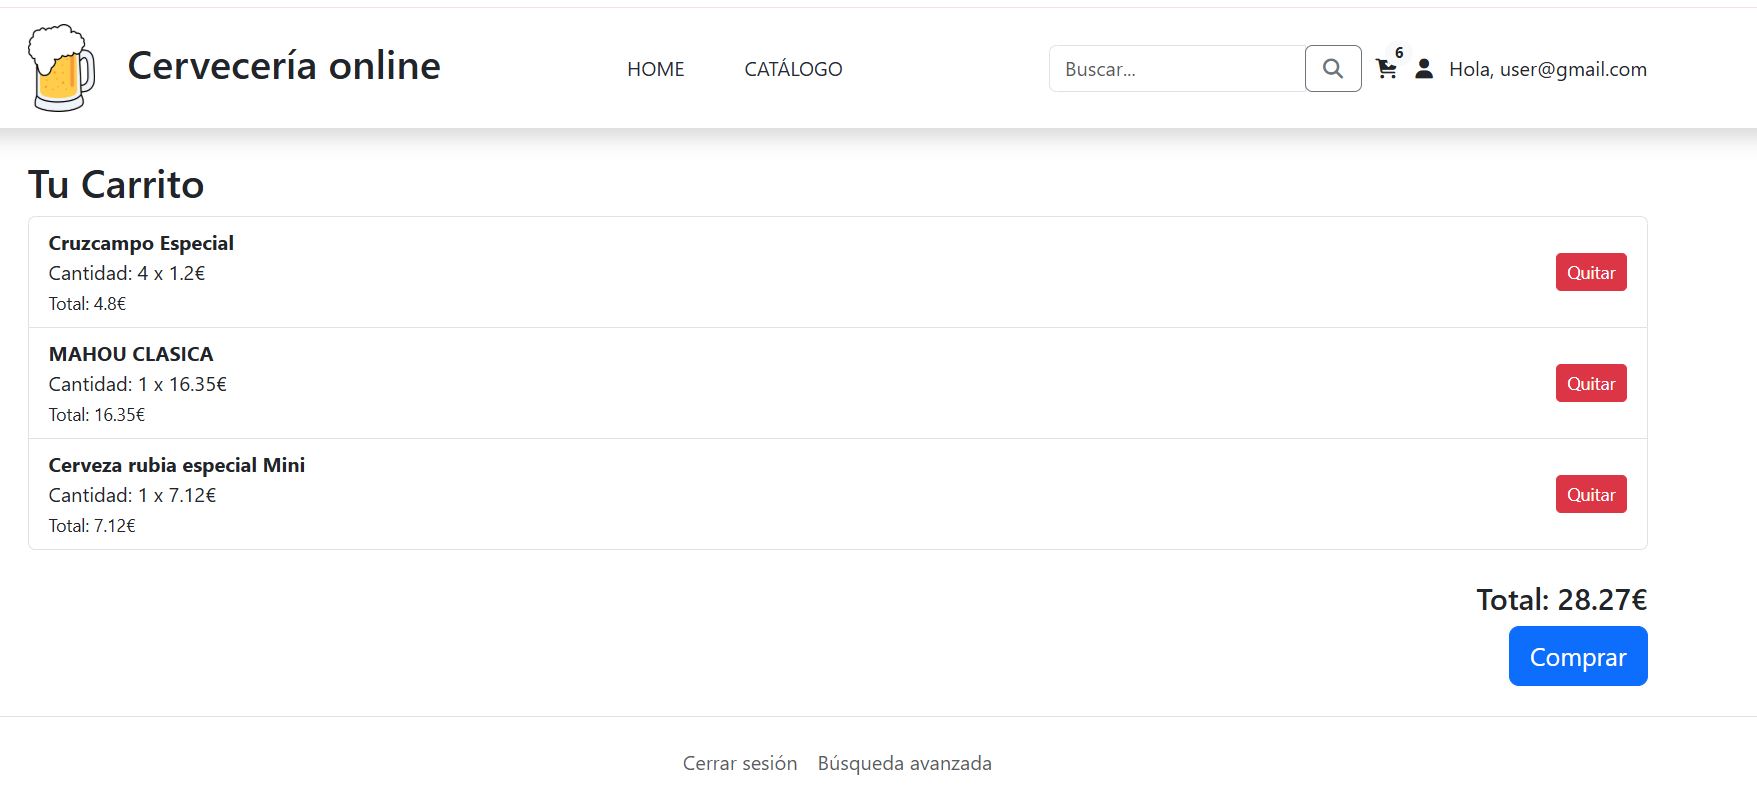 Cervecería online
HOME
CATÁLOGO
Buscar...
6
Hola, user@gmail.com
Tu Carrito
Cruzcampo Especial
Cantidad: 4 x 1.2€
Total: 4.8€
Quitar
MAHOU CLASICA
Cantidad: 1 x 16.35€
Total: 16.35€
Quitar
Cerveza rubia especial Mini
Cantidad: 1 x 7.12€
Total: 7.12€
Quitar
Total: 28.27€
Comprar
Cerrar sesión
Búsqueda avanzada